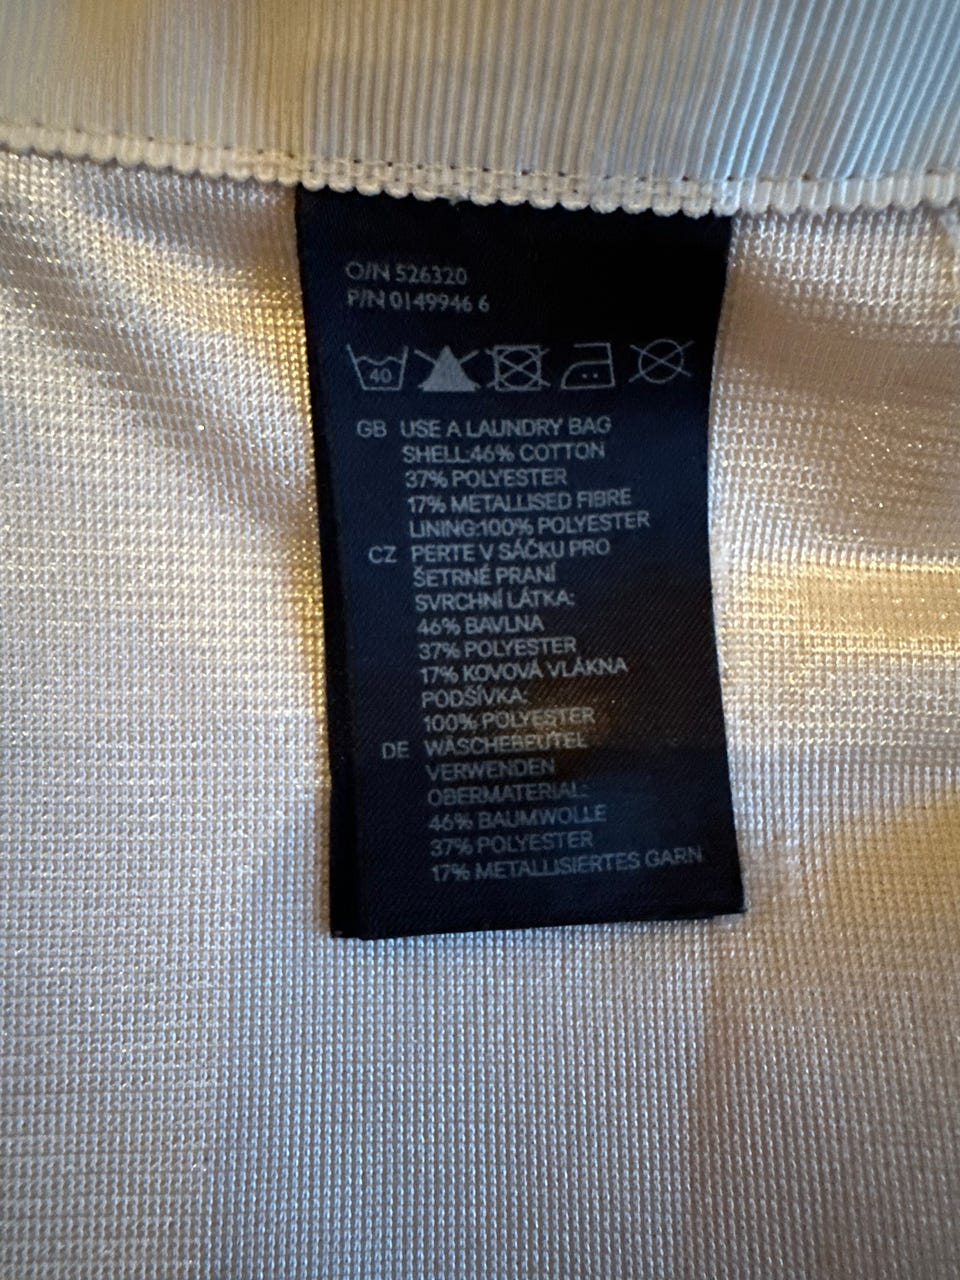 O/N 526320
P/N 0149946 6
40
GB USE A LAUNDRY BAG
SHELL:46% COTTON
37% POLYESTER
17% METALLISED FIBRE
LINING:100% POLYESTER
CZ PERTE V SÁČKU PRO
ŠETRNÉ PRANÍ
SVRCHNÍ LÁTKA:
46% BAVLNA
37% POLYESTER
17% KOVOVÁ VLÁKNA
PODŠÍVKA:
100% POLYESTER
DE WÄSCHEBEUTEL
VERWENDEN
OBERMATERIAL:
46% BAUMWOLLE
37% POLYESTER
17% METALLISIERTES GARN